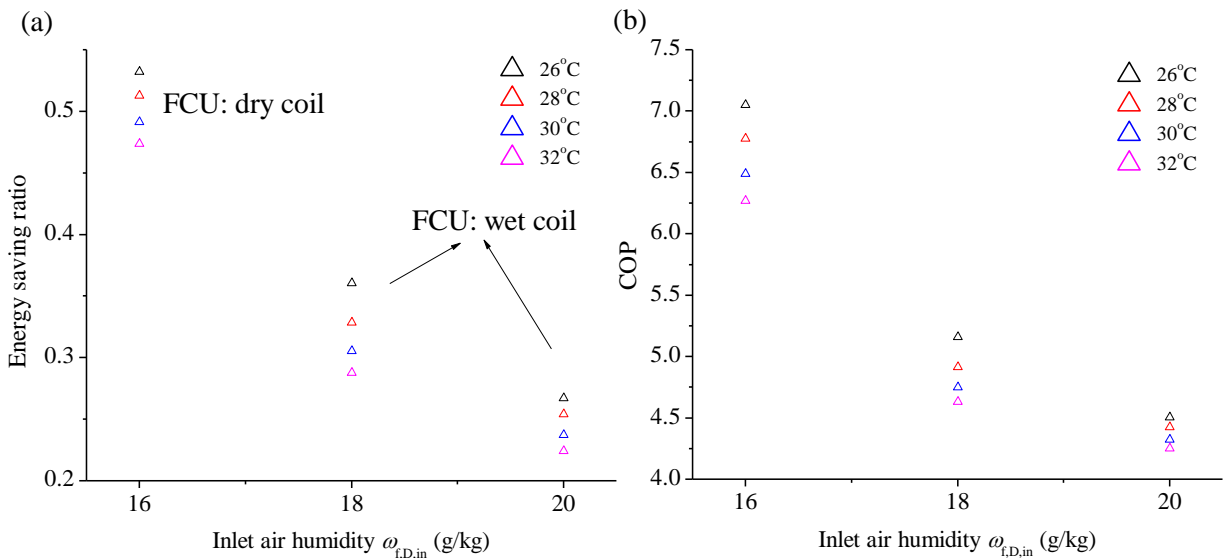 (a)
0.5
0.4
0.3
0.2
Energy saving ratio
FCU: dry coil
26°C
28°C
30°C
32°C
FCU: wet coil
16
18
20
Inlet air humidity ω_f,D,in (g/kg)
(b)
7.5
7.0
6.5
6.0
5.5
5.0
4.5
4.0
COP
26°C
28°C
30°C
32°C
16
18
20
Inlet air humidity ω_f,D,in (g/kg)